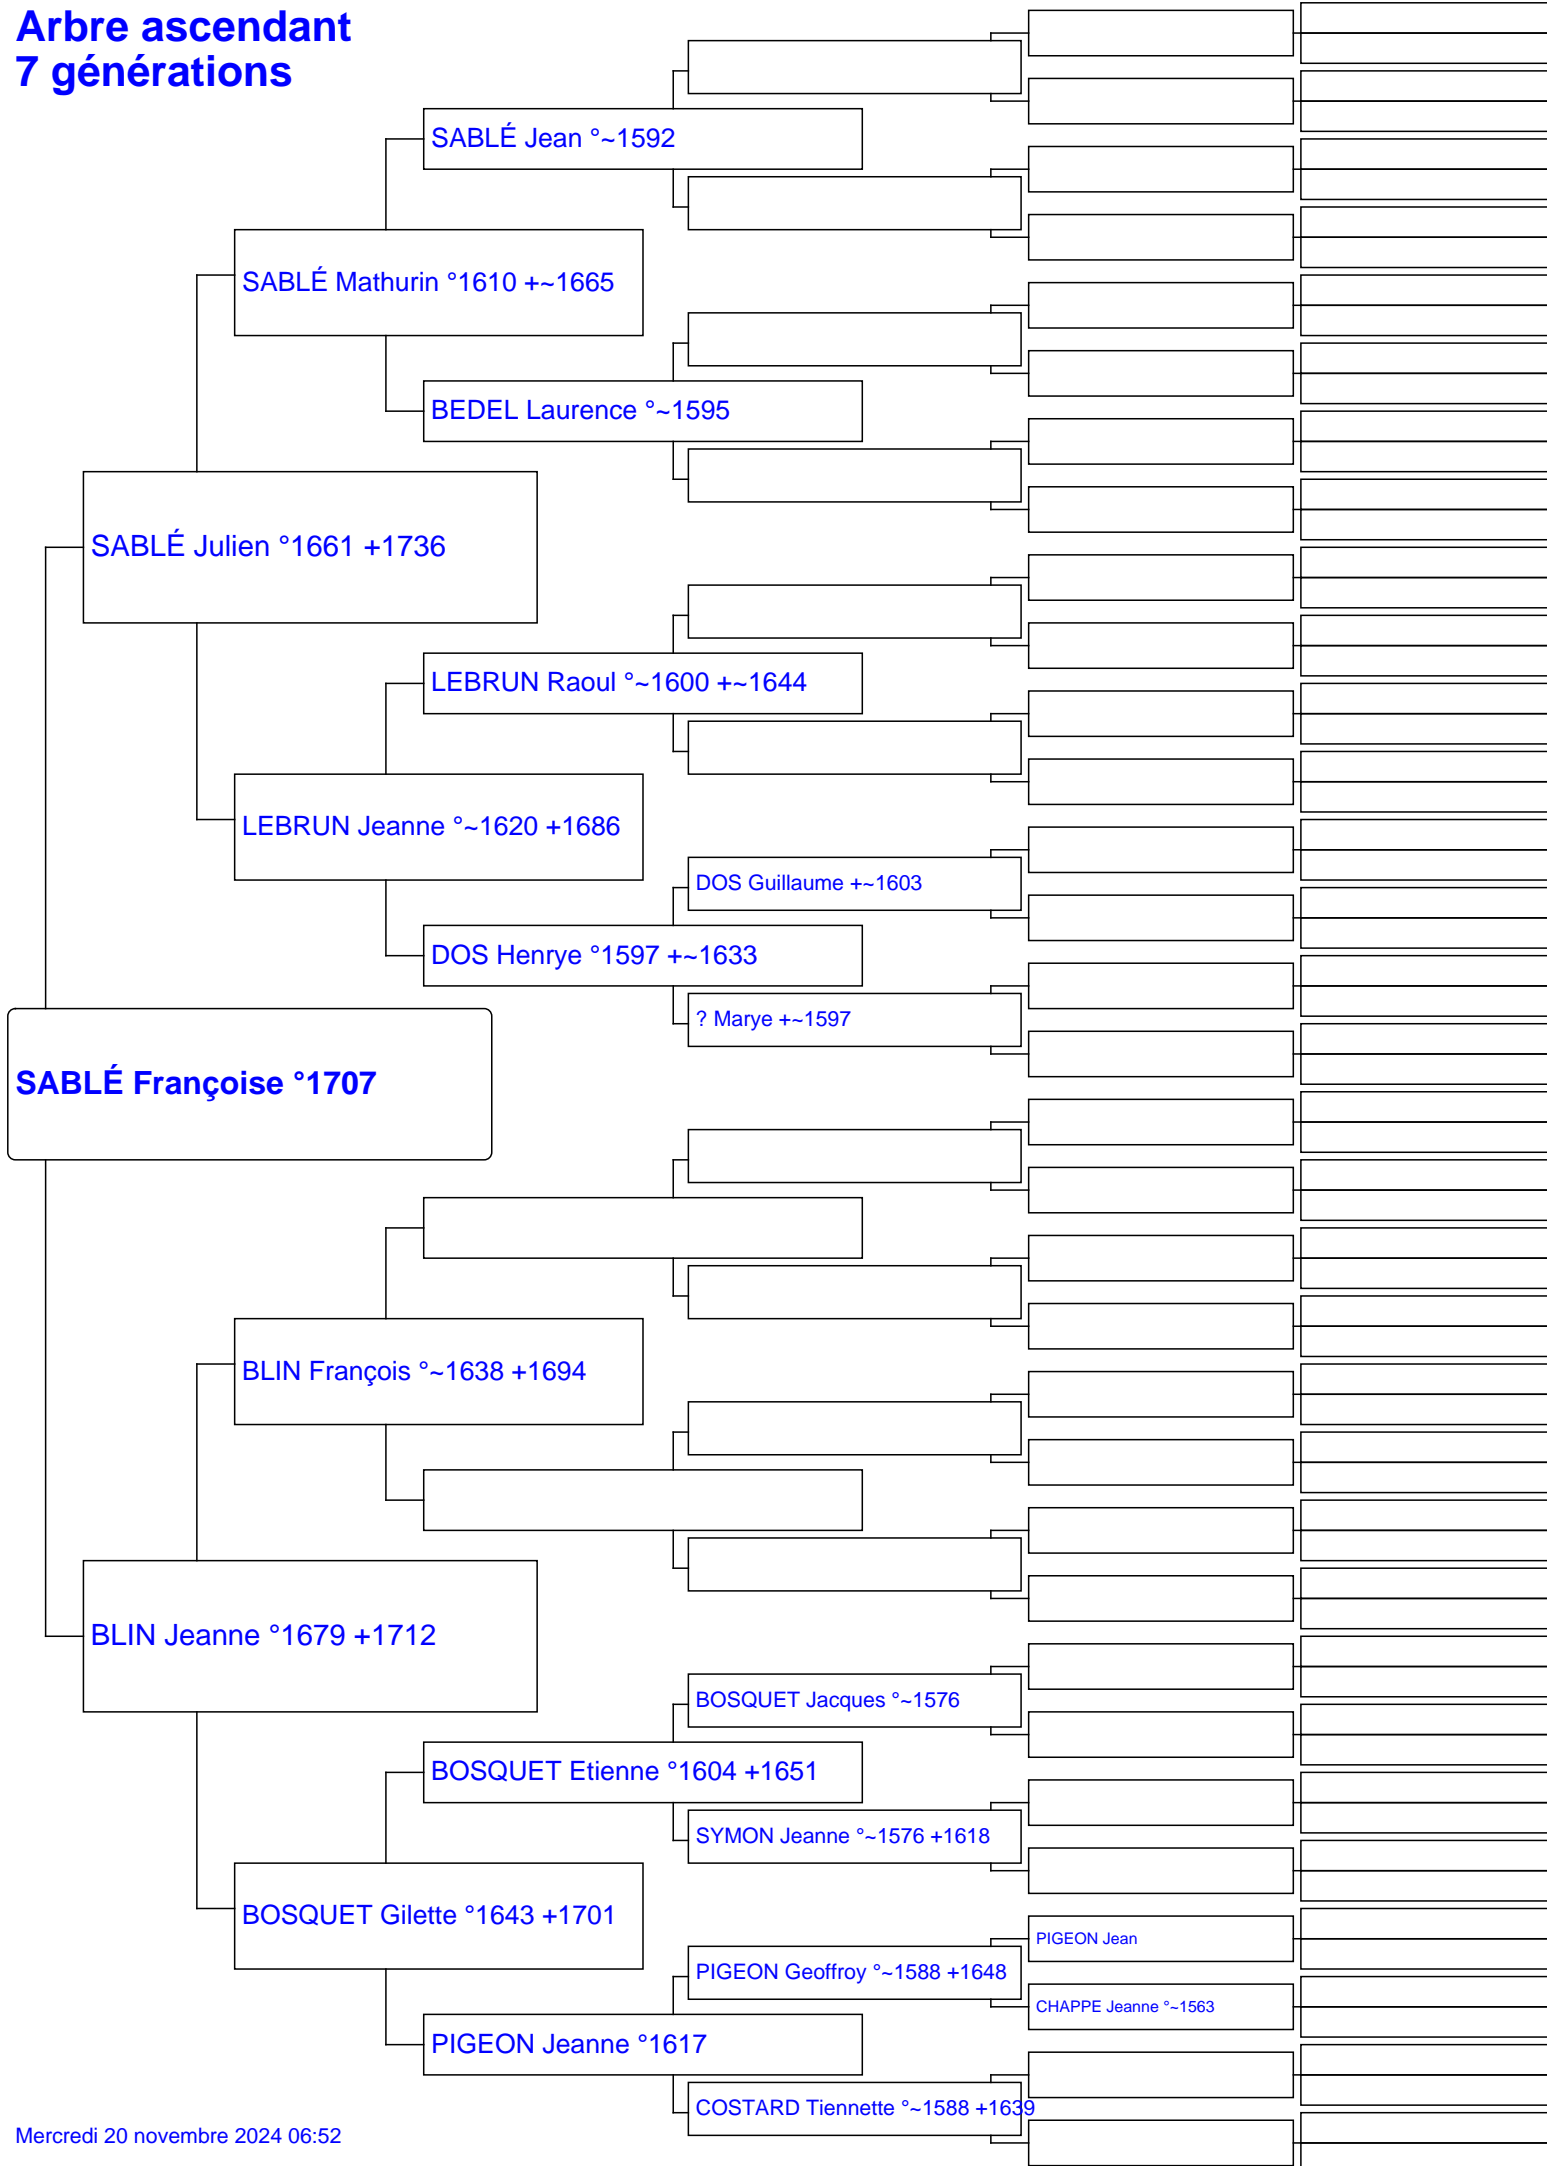 Arbre ascendant
7 générations
SABLÉ Jean °~1592
SABLÉ Mathurin °1610 +~1665
BEDEL Laurence °~1595
SABLÉ Julien °1661 +1736
LEBRUN Raoul °~1600 +~1644
LEBRUN Jeanne °~1620 +1686
DOS Guillaume +~1603
DOS Henrye °1597 +~1633
? Marye +~1597
SABLÉ Françoise °1707
BLIN François °~1638 +1694
BLIN Jeanne °1679 +1712
BOSQUET Jacques °~1576
BOSQUET Etienne °1604 +1651
SYMON Jeanne °~1576 +1618
BOSQUET Gilette °1643 +1701
PIGEON Jean
PIGEON Geoffroy °~1588 +1648
CHAPPE Jeanne °~1563
PIGEON Jeanne °1617
COSTARD Tiennette °~1588 +1639
Mercredi 20 novembre 2024 06:52